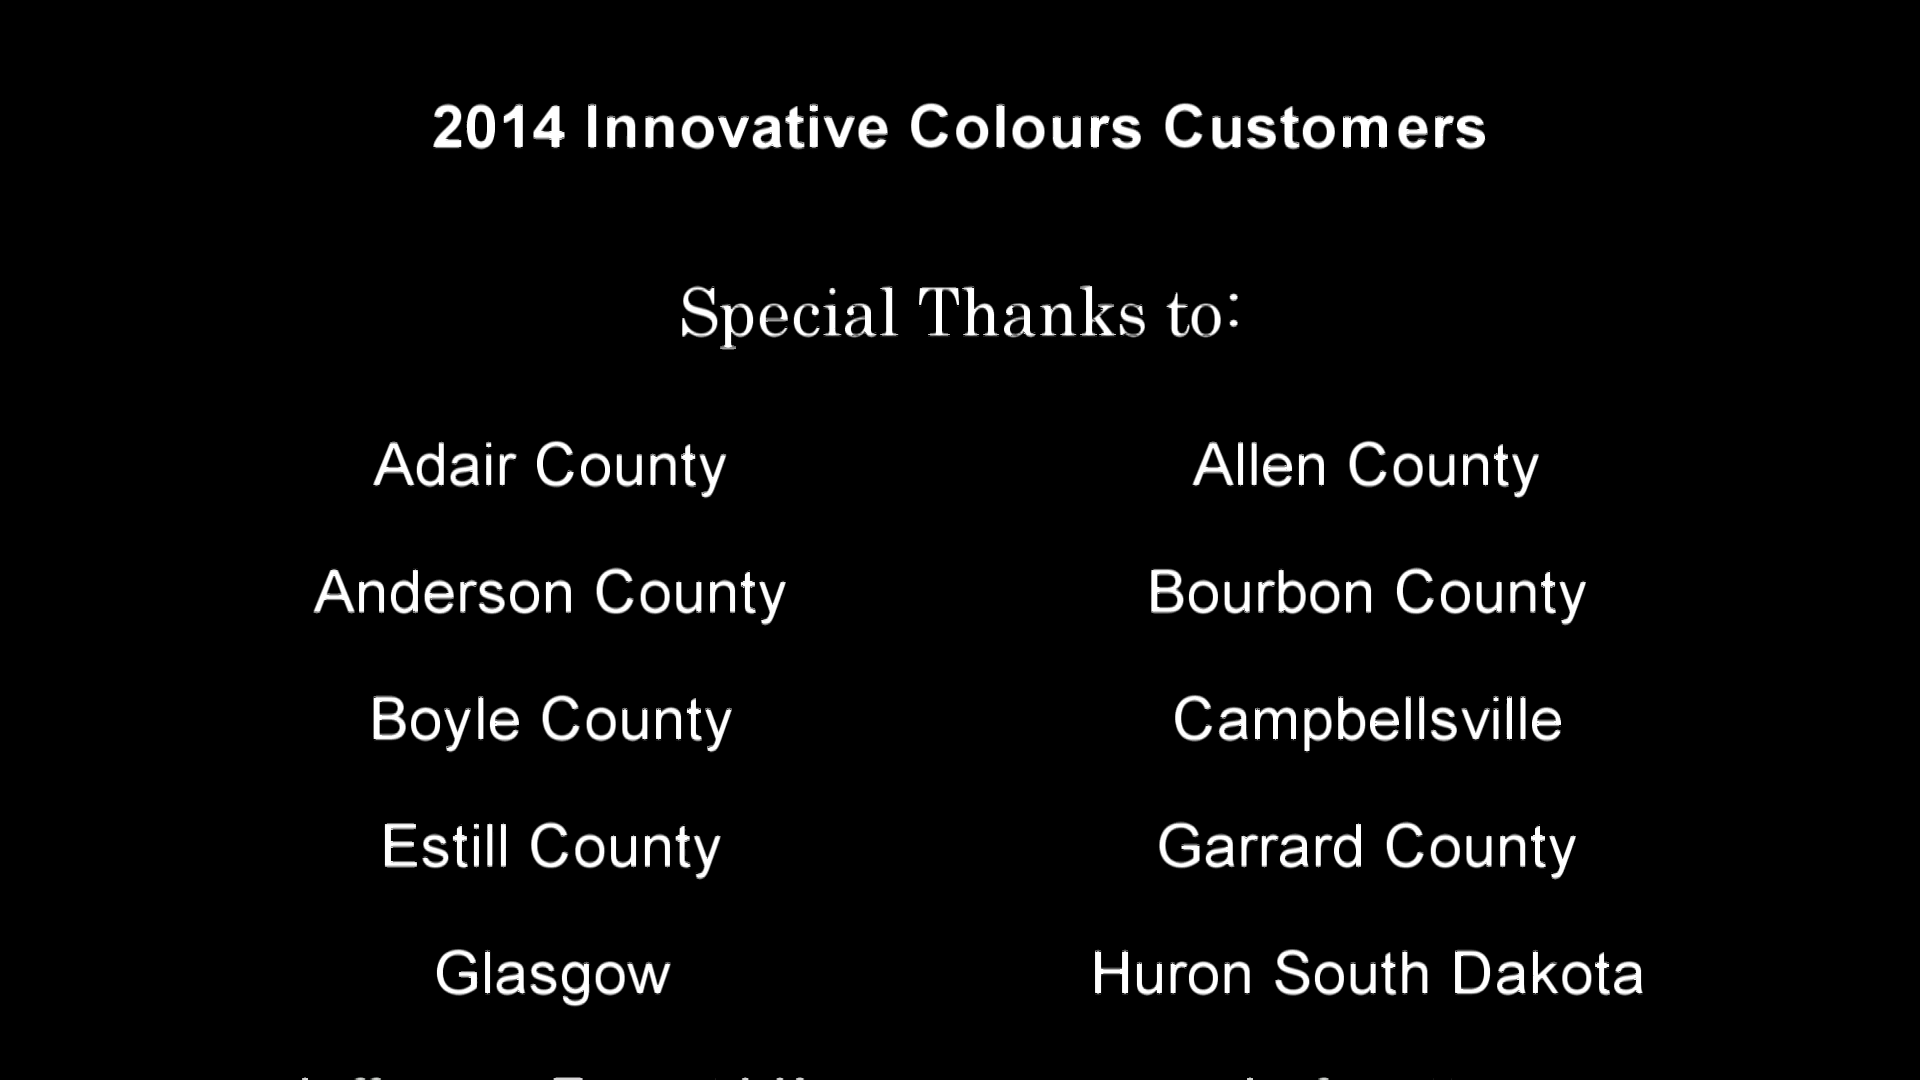 2014 Innovative Colours Customers
Special Thanks to:
Adair County
Allen County
Anderson County
Bourbon County
Boyle County
Campbellsville
Estill County
Garrard County
Glasgow
Huron South Dakota